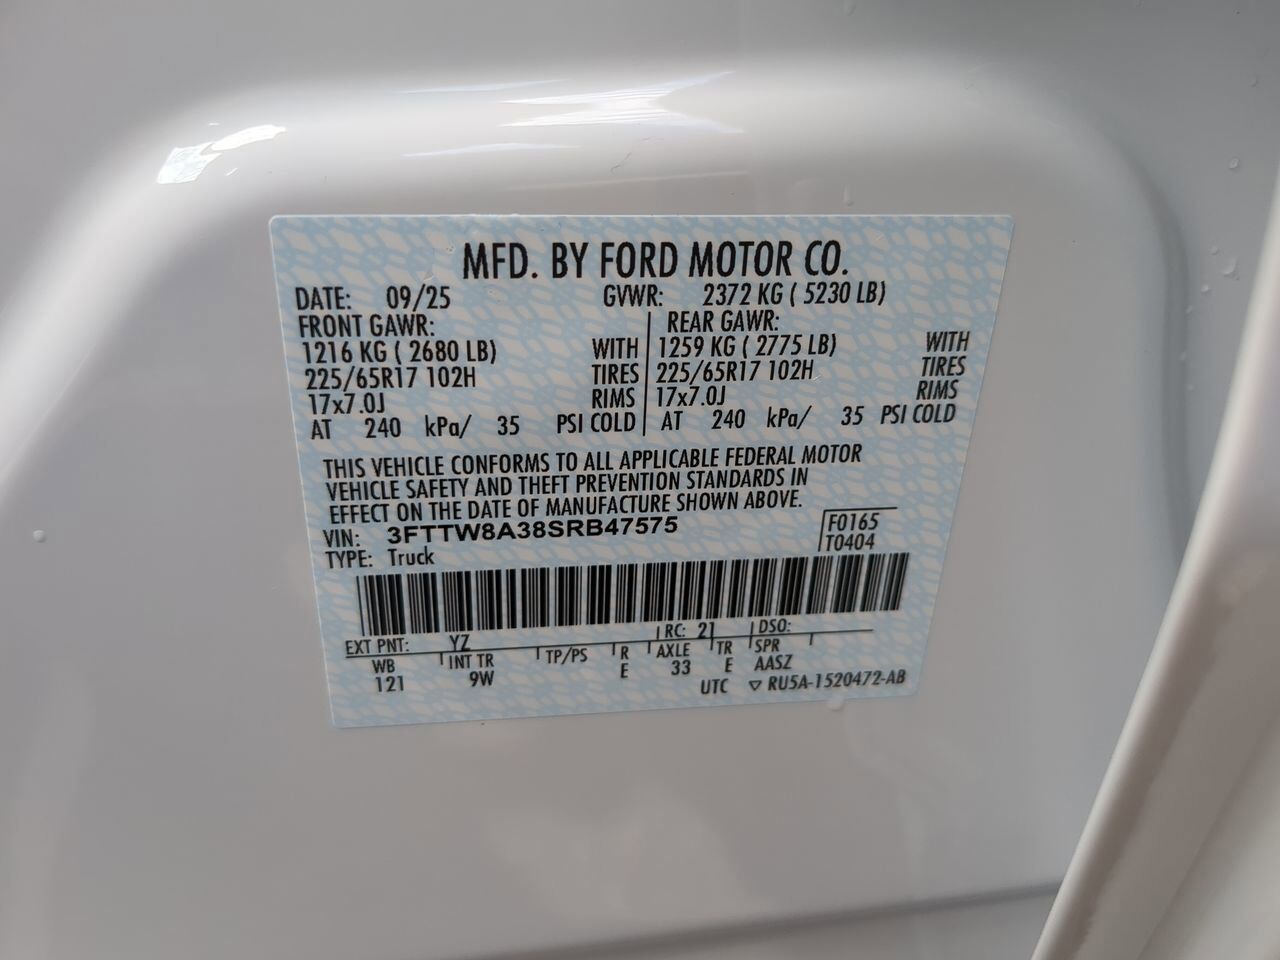 MFD. BY FORD MOTOR CO.
DATE: 09/25 GVWR: 2372 KG ( 5230 LB)
FRONT GAWR: REAR GAWR:
1216 KG ( 2680 LB) WITH 1259 KG ( 2775 LB) WITH
225/65R17 102H TIRES 225/65R17 102H TIRES
17x7.0J RIMS 17x7.0J RIMS
AT 240 kPa/ 35 PSI COLD AT 240 kPa/ 35 PSI COLD
THIS VEHICLE CONFORMS TO ALL APPLICABLE FEDERAL MOTOR
VEHICLE SAFETY AND THEFT PREVENTION STANDARDS IN
EFFECT ON THE DATE OF MANUFACTURE SHOWN ABOVE.
VIN: 3FTTW8A38SRB47575 F0165
TYPE: Truck T0404
EXT PNT: YZ RC: 21 DSO:
WB INT TR TP/PS R AXLE TR SPR
121 9W E 33 E AASZ
UTC ▽ RU5A-1520472-AB